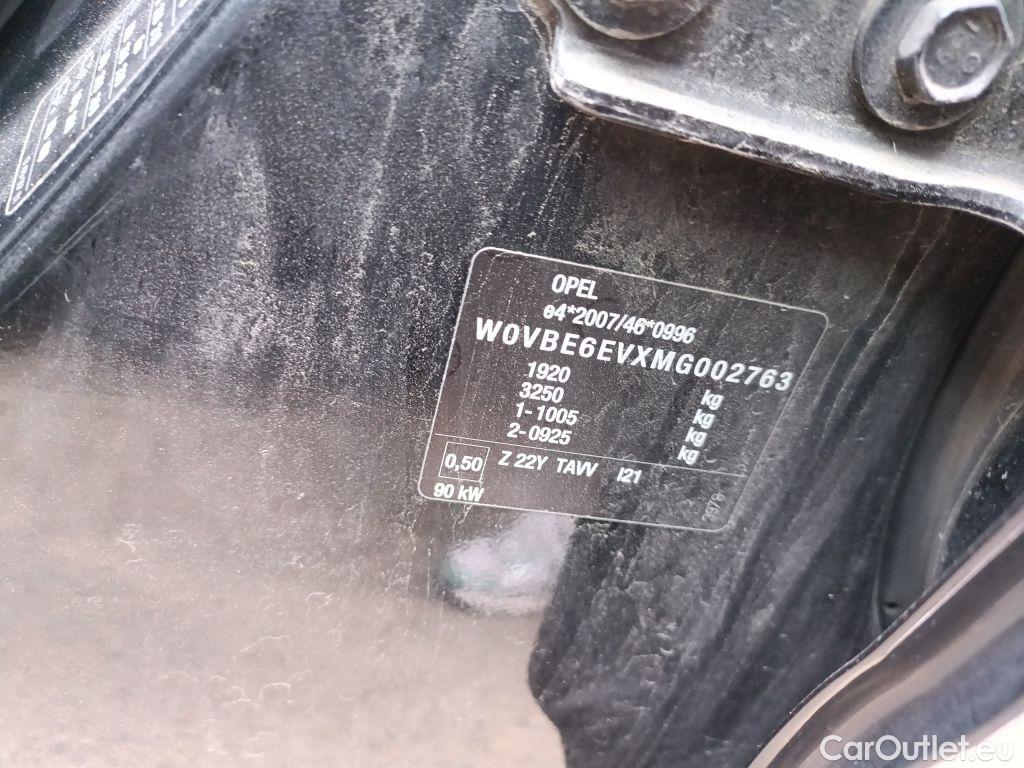 OPEL
e4*2007/46*0996
W0VBE6EVXMG002763
1920 kg
3250 kg
1-1005 kg
2-0925 kg
0,50 Z 22Y TAVV I21
90 kW
CarOutlet.eu